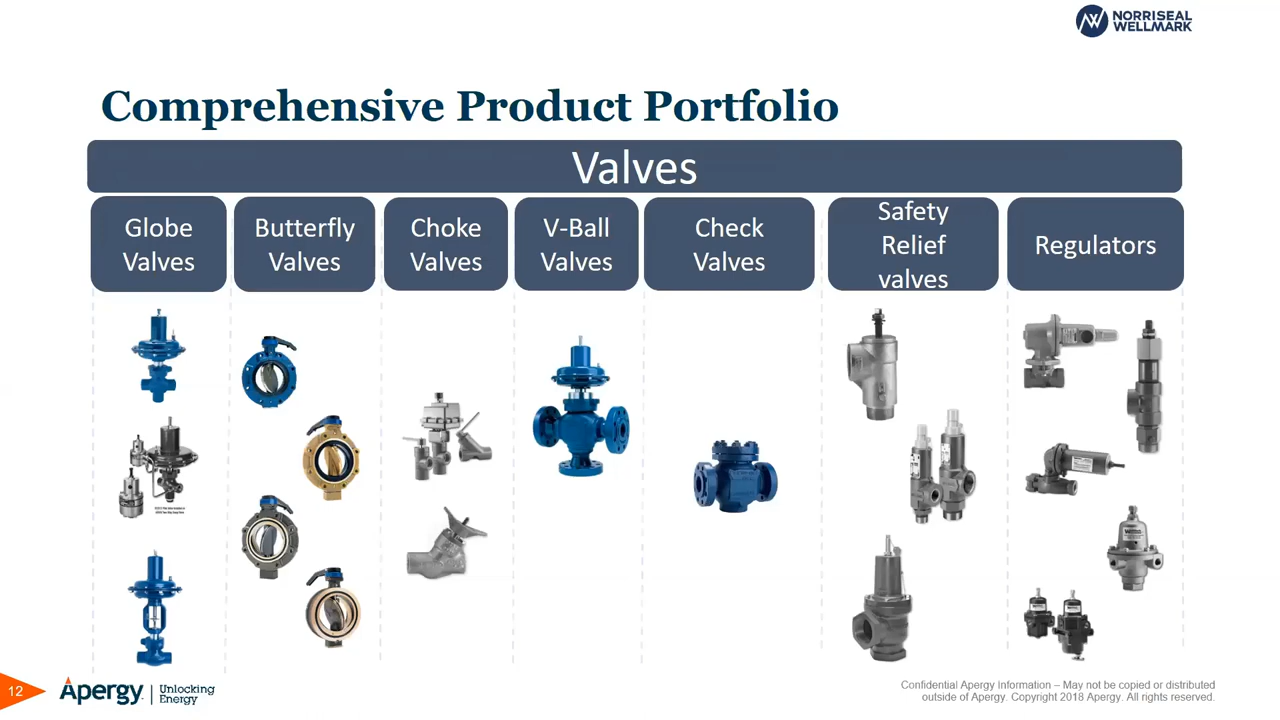 NORRISEAL
WELLMARK
Comprehensive Product Portfolio
Valves
Globe
Valves
Butterfly
Valves
Choke
Valves
V-Ball
Valves
Check
Valves
Safety
Relief
valves
Regulators
12
Apergy
Unlocking
Energy
Confidential Apergy Information – May not be copied or distributed
outside of Apergy. Copyright 2018 Apergy. All rights reserved.